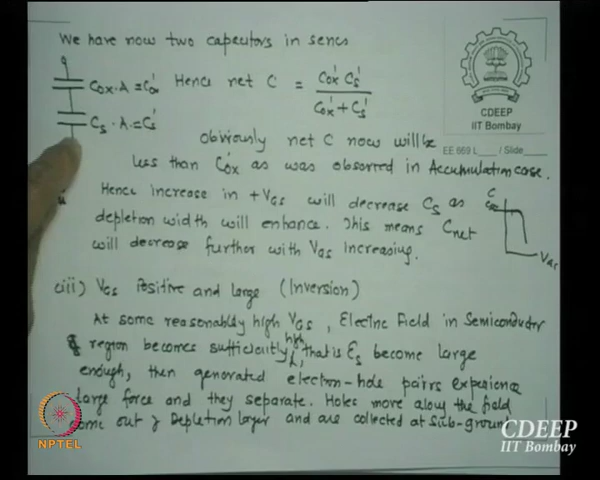 We have now two capacitors in series
Cox·A = C'ox Hence net C = C'ox C's / C'ox + C's
Cs·A = C's
CDEEP
IIT Bombay
EE 669 L____ / Slide____
Obviously net C now will be
less than C'ox as was observed in Accumulation case.
Hence increase in +VGS will decrease Cs as
depletion width will enhance. This means Cnet
will decrease further with VGS increasing.
C
Cox
VGS
(iii) VGS Positive and large (Inversion)
At some reasonably high VGS, Electric Field in Semiconductor
region becomes sufficiently high, that is Es become large
enough, then generated electron-hole pairs experience
large force and they separate. Holes move along the field
come out of Depletion layer and are collected at Sub-ground
NPTEL
CDEEP
IIT Bombay